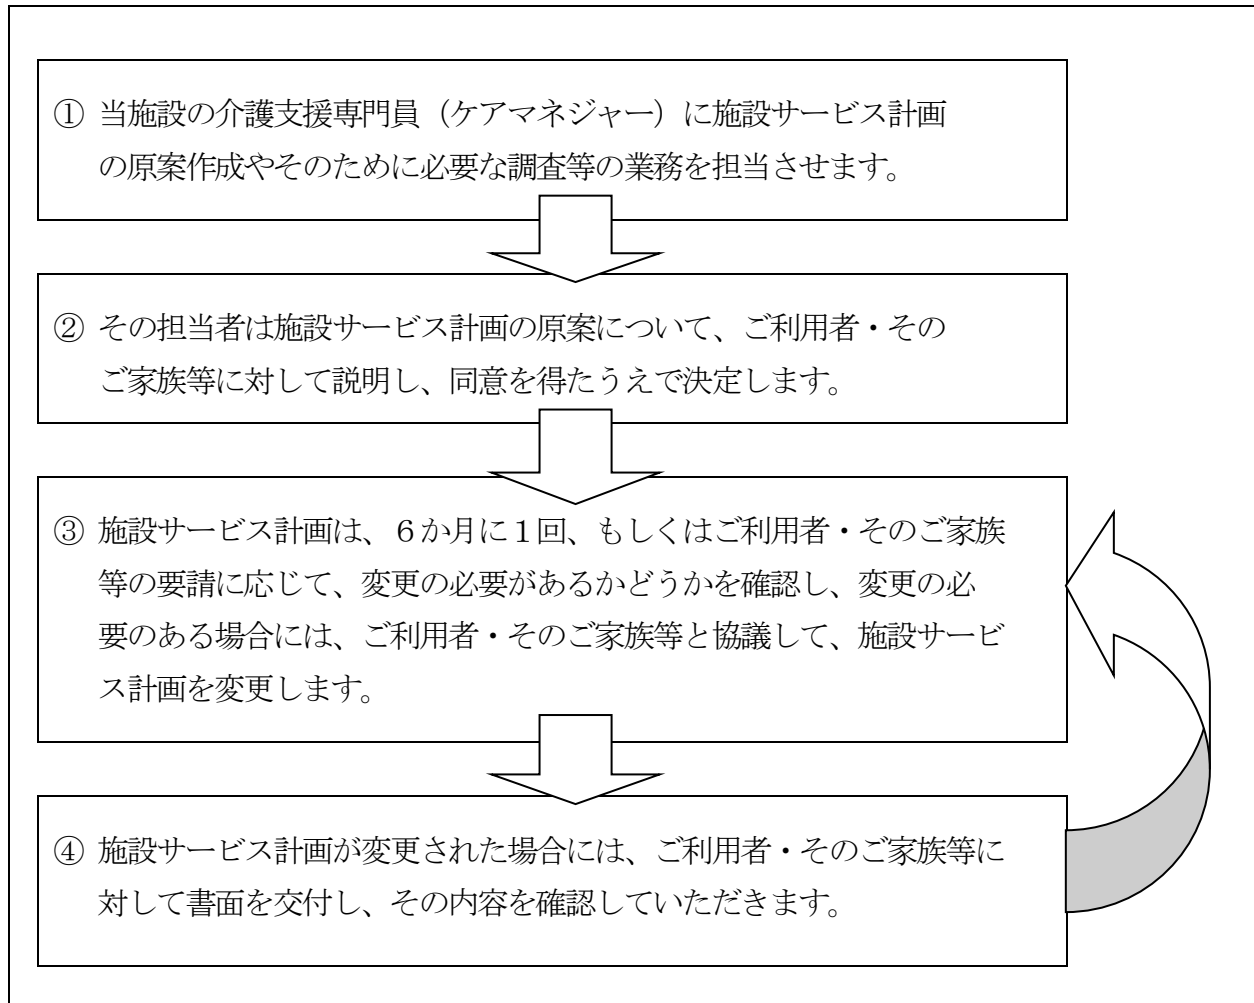 ① 当施設の介護支援専門員（ケアマネジャー）に施設サービス計画
の原案作成やそのために必要な調査等の業務を担当させます。
② その担当者は施設サービス計画の原案について、ご利用者・その
ご家族等に対して説明し、同意を得たうえで決定します。
③ 施設サービス計画は、６か月に１回、もしくはご利用者・そのご家族
等の要請に応じて、変更の必要があるかどうかを確認し、変更の必
要のある場合には、ご利用者・そのご家族等と協議して、施設サービ
ス計画を変更します。
④ 施設サービス計画が変更された場合には、ご利用者・そのご家族等に
対して書面を交付し、その内容を確認していただきます。